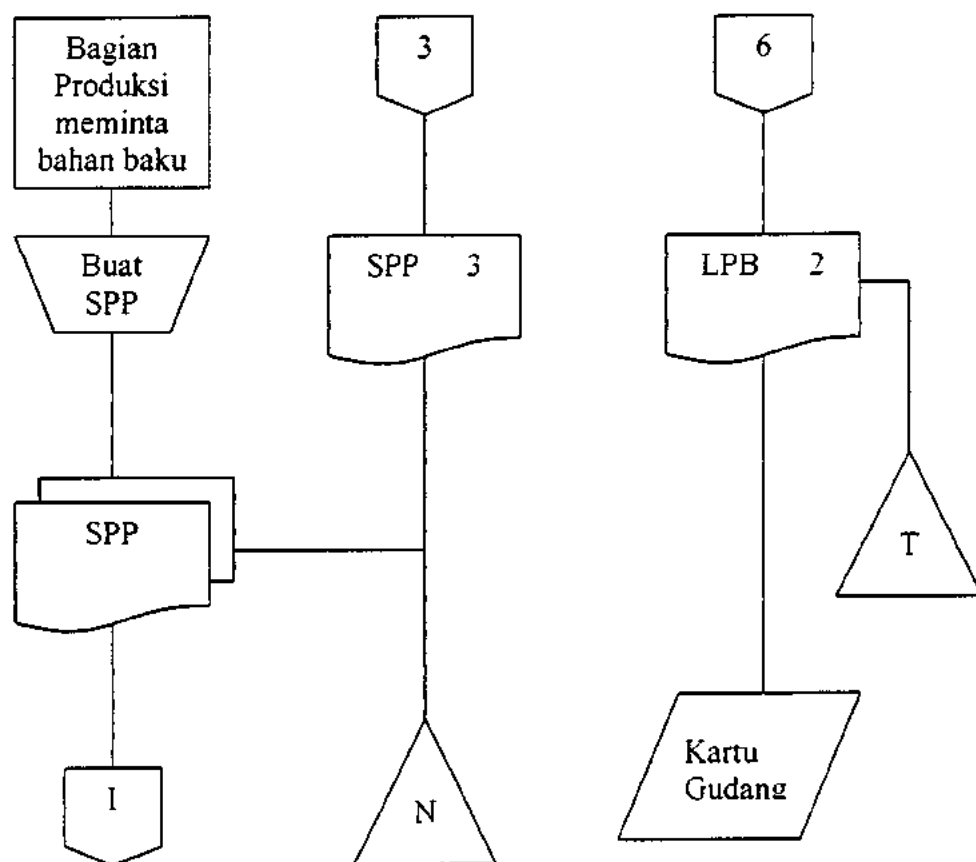 Bagian
Produksi
meminta
bahan baku
Buat
SPP
SPP
I
3
SPP 3
N
6
LPB 2
T
Kartu
Gudang